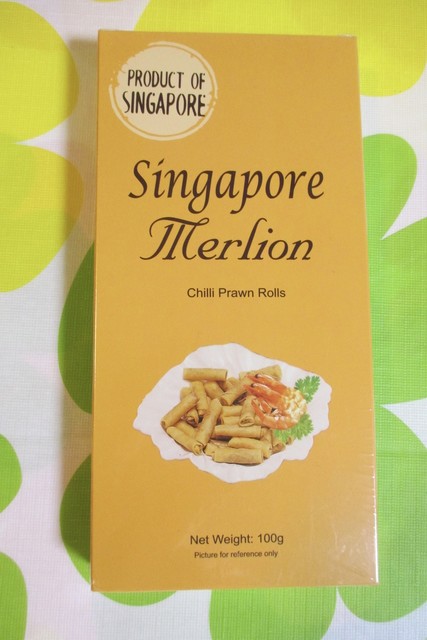 PRODUCT OF
SINGAPORE
Singapore
Merlion
Chilli Prawn Rolls
Net Weight: 100g
Picture for reference only